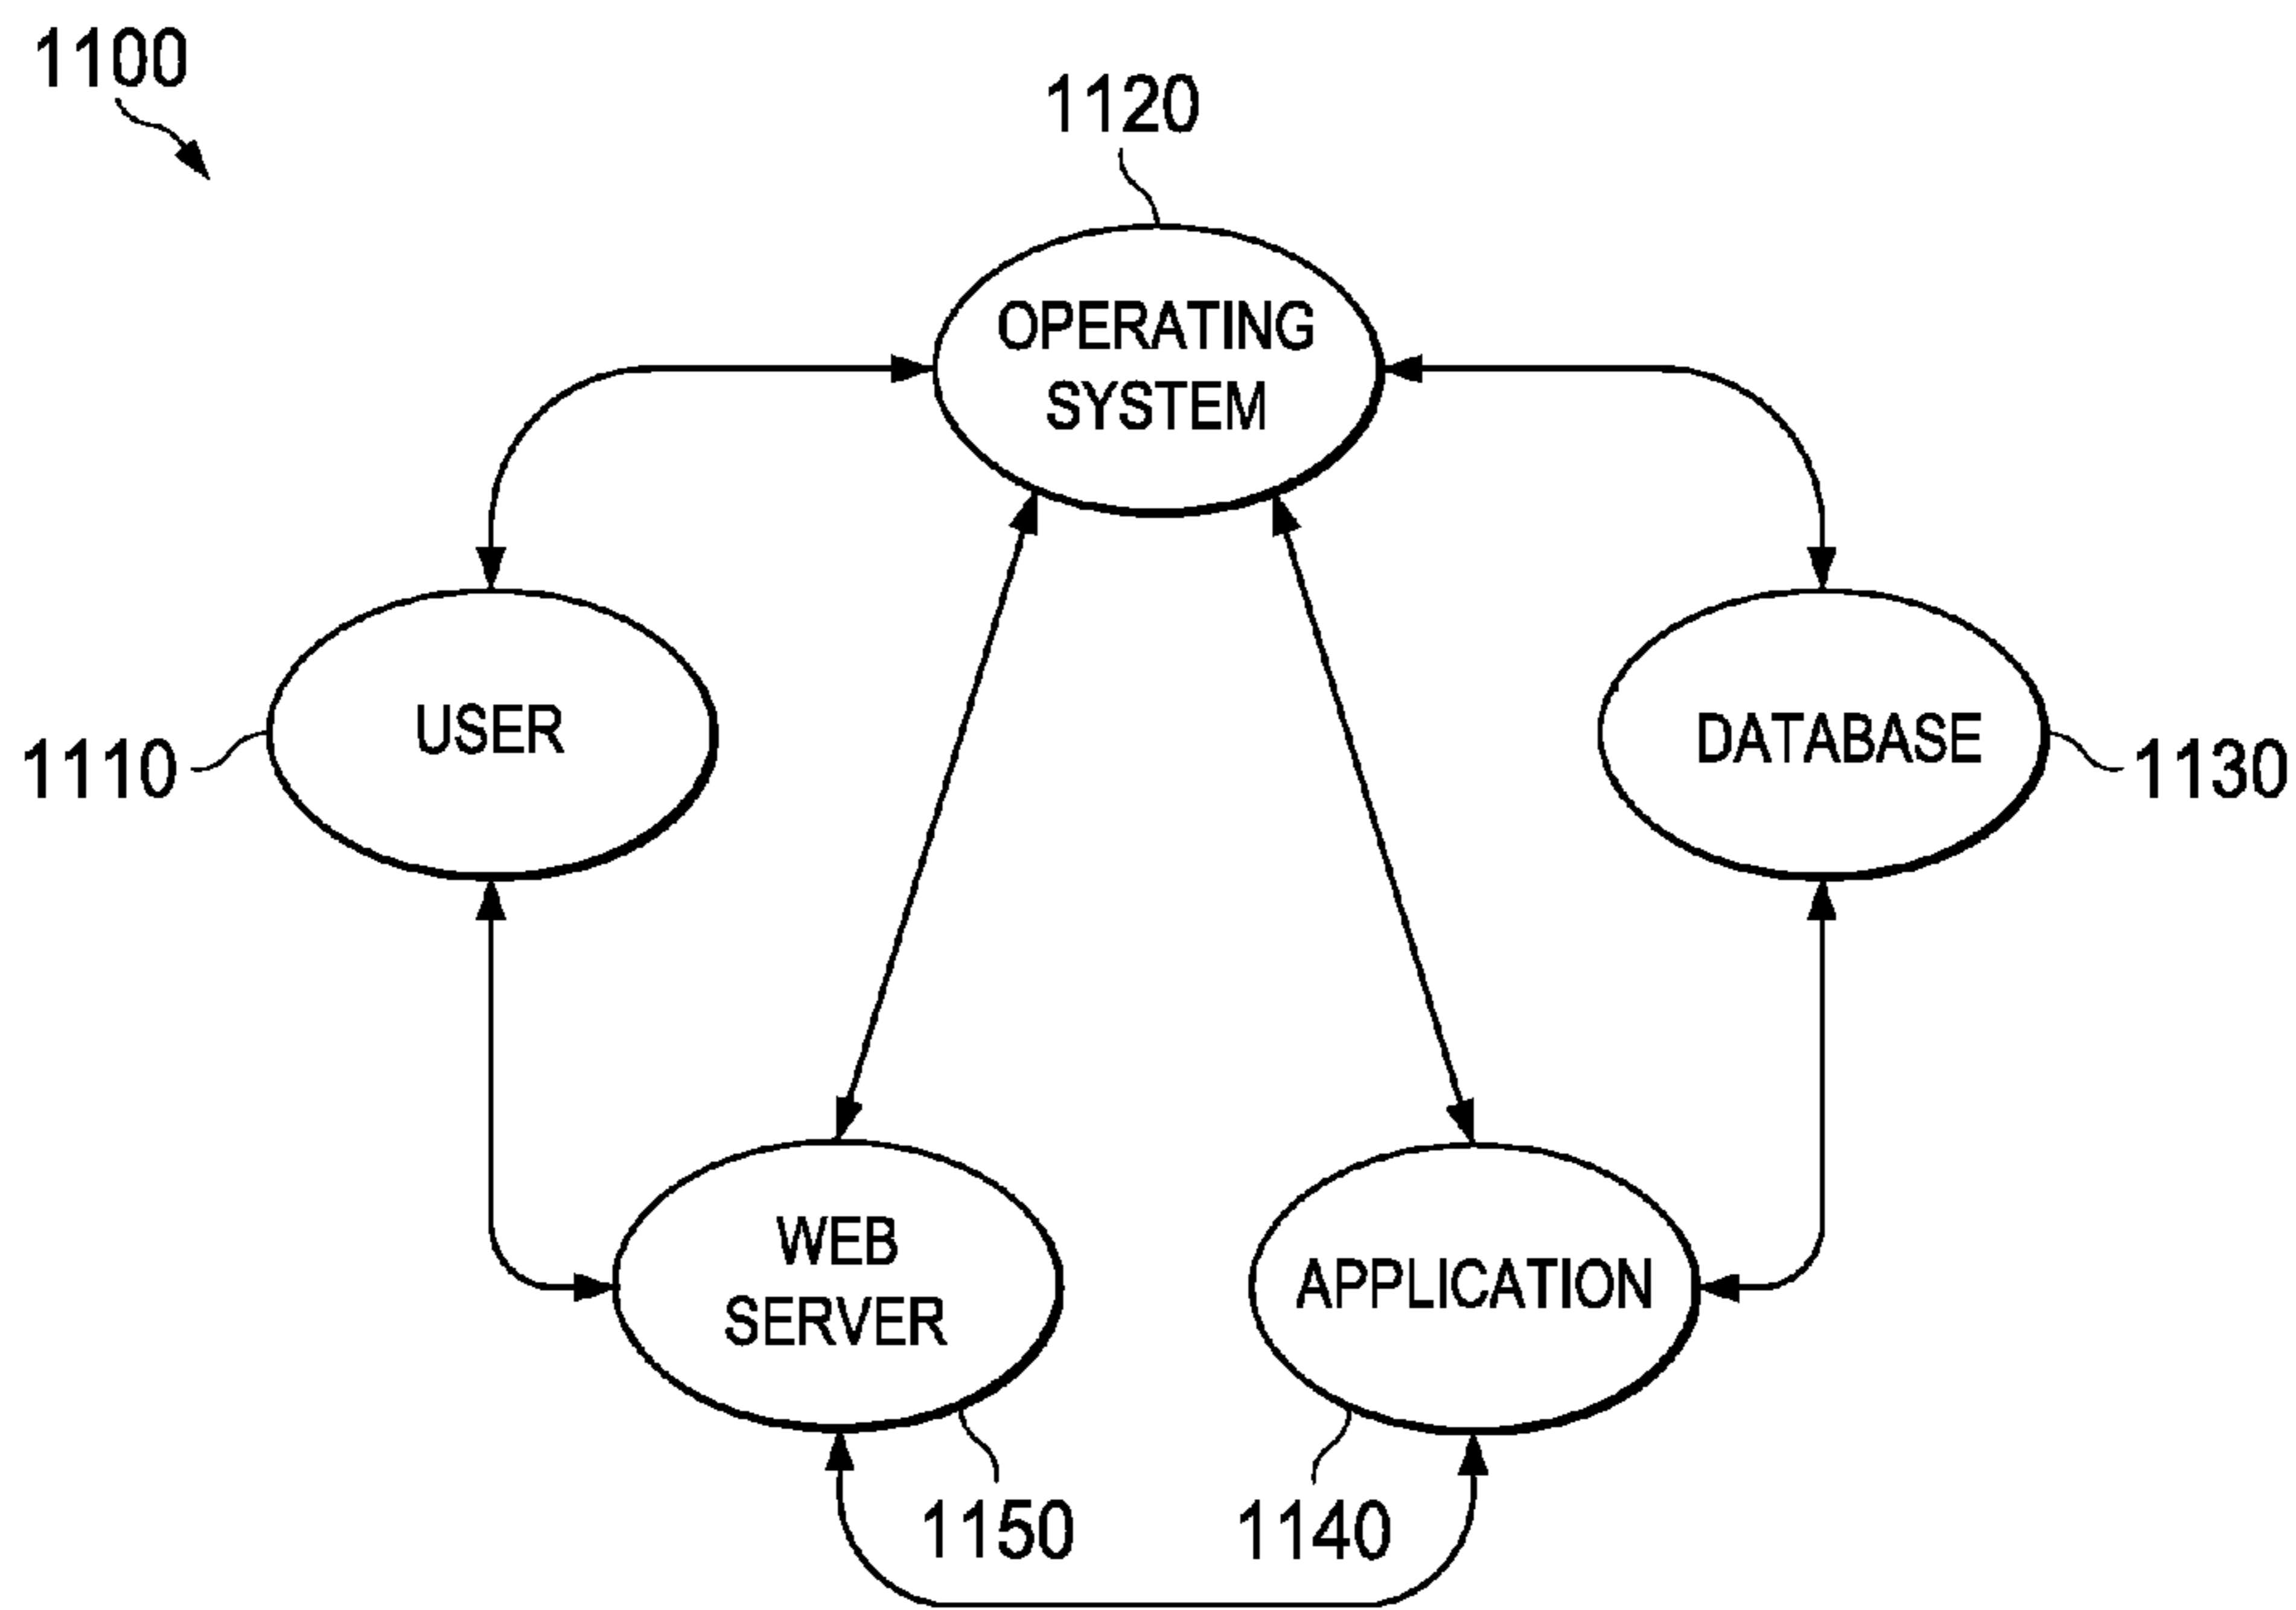 1100
1120
OPERATING
SYSTEM
USER
1110
DATABASE
1130
WEB
SERVER
APPLICATION
1150
1140